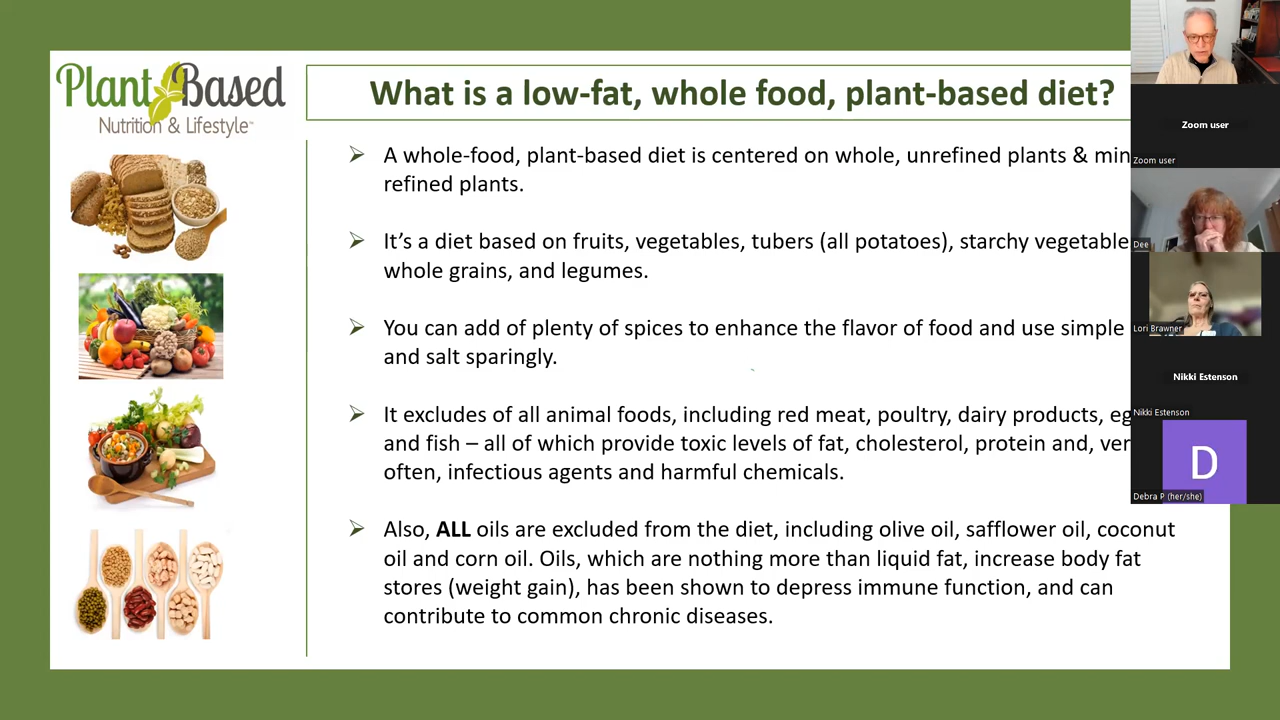 Plant Based
Nutrition & Lifestyle™
What is a low-fat, whole food, plant-based diet?
➢ A whole-food, plant-based diet is centered on whole, unrefined plants &
refined plants.
➢ It’s a diet based on fruits, vegetables, tubers (all potatoes), starchy
whole grains, and legumes.
➢ You can add of plenty of spices to enhance the flavor of food and use simple
and salt sparingly.
➢ It excludes of all animal foods, including red meat, poultry, dairy products,
and fish – all of which provide toxic levels of fat, cholesterol, protein and,
often, infectious agents and harmful chemicals.
➢ Also, ALL oils are excluded from the diet, including olive oil, safflower oil, coconut
oil and corn oil. Oils, which are nothing more than liquid fat, increase body fat
stores (weight gain), has been shown to depress immune function, and can
contribute to common chronic diseases.
Zoom user
Zoom user
Dee
Lori Brawner
Nikki Estenson
Nikki Estenson
D
Debra P (her/she)